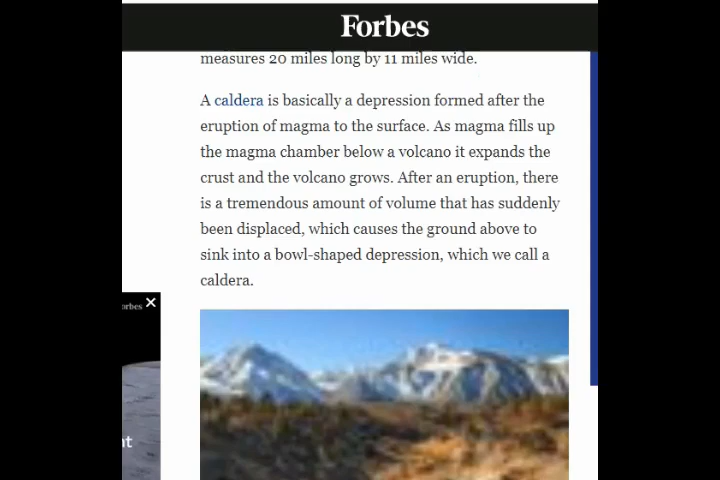 Forbes
measures 20 miles long by 11 miles wide.
A caldera is basically a depression formed after the
eruption of magma to the surface. As magma fills up
the magma chamber below a volcano it expands the
crust and the volcano grows. After an eruption, there
is a tremendous amount of volume that has suddenly
been displaced, which causes the ground above to
sink into a bowl-shaped depression, which we call a
caldera.
orbes ×
nt